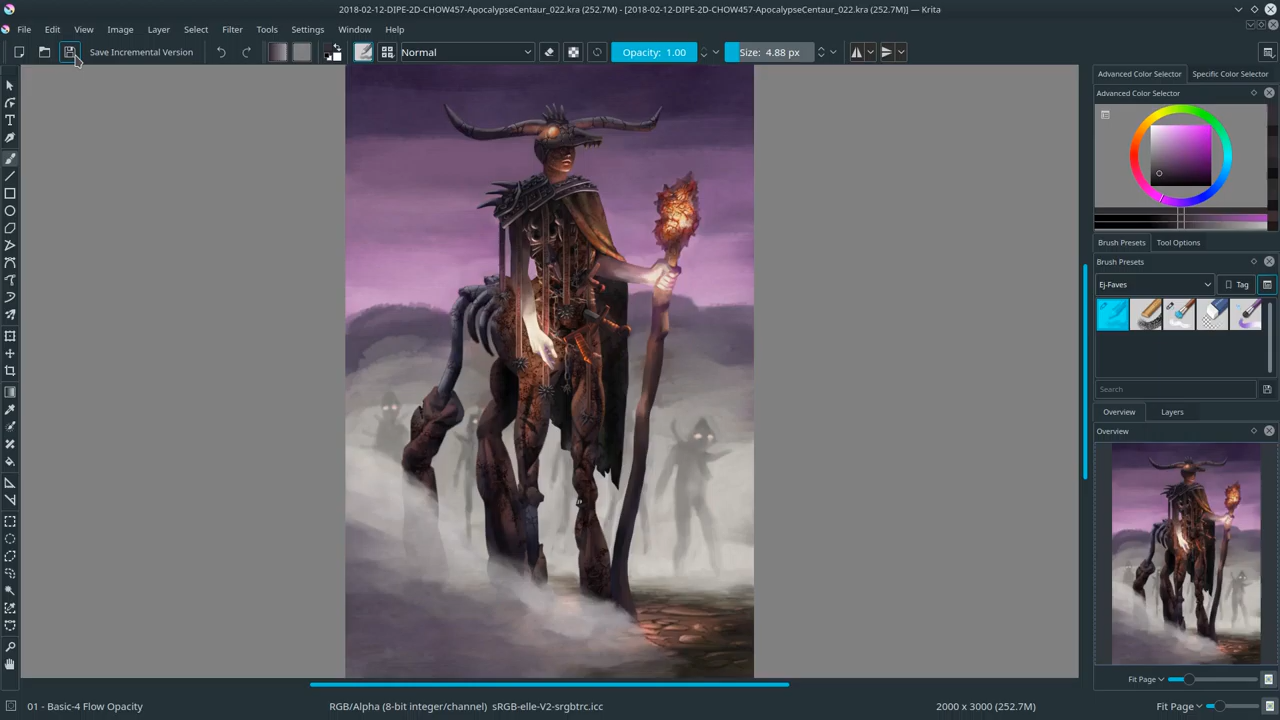 2018-02-12-DIPE-2D-CHOW457-ApocalypseCentaur_022.kra (252.7M) - [2018-02-12-DIPE-2D-CHOW457-ApocalypseCentaur_022.kra (252.7M)] — Krita
File Edit View Image Layer Select Filter Tools Settings Window Help
Save Incremental Version Normal Opacity: 1.00 Size: 4.88 px
Advanced Color Selector Specific Color Selector
Advanced Color Selector
Brush Presets Tool Options
Brush Presets
Ej-Faves Tag
Search
Overview Layers
Overview
Fit Page
01 - Basic-4 Flow Opacity RGB/Alpha (8-bit integer/channel) sRGB-elle-V2-srgbtrc.icc 2000 x 3000 (252.7M) Fit Page